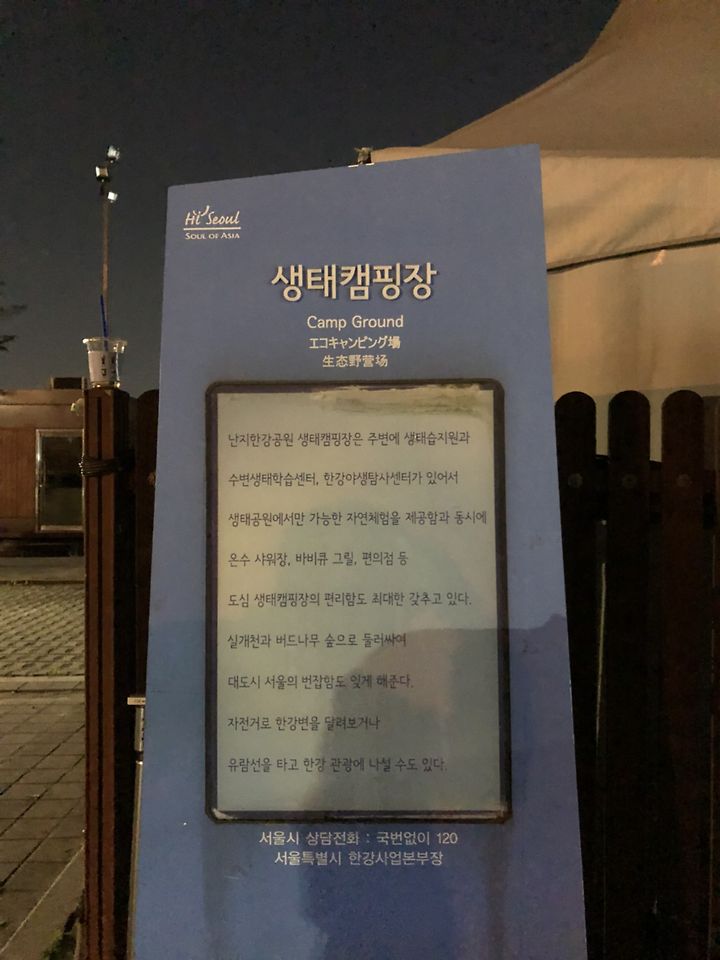 Hi Seoul
SOUL OF ASIA
생태캠핑장
Camp Ground
エコキャンピング場
生态野营场
난지한강공원 생태캠핑장은 주변에 생태습지원과
수변생태학습센터, 한강야생탐사센터가 있어서
생태공원에서만 가능한 자연체험을 제공함과 동시에
온수 샤워장, 바비큐 그릴, 편의점 등
도심 생태캠핑장의 편리함도 최대한 갖추고 있다.
실개천과 버드나무 숲으로 둘러싸여
대도시 서울의 번잡함도 잊게 해준다.
자전거로 한강변을 달려보거나
유람선을 타고 한강 관광에 나설 수도 있다.
서울시 상담전화 : 국번없이 120
서울특별시 한강사업본부장